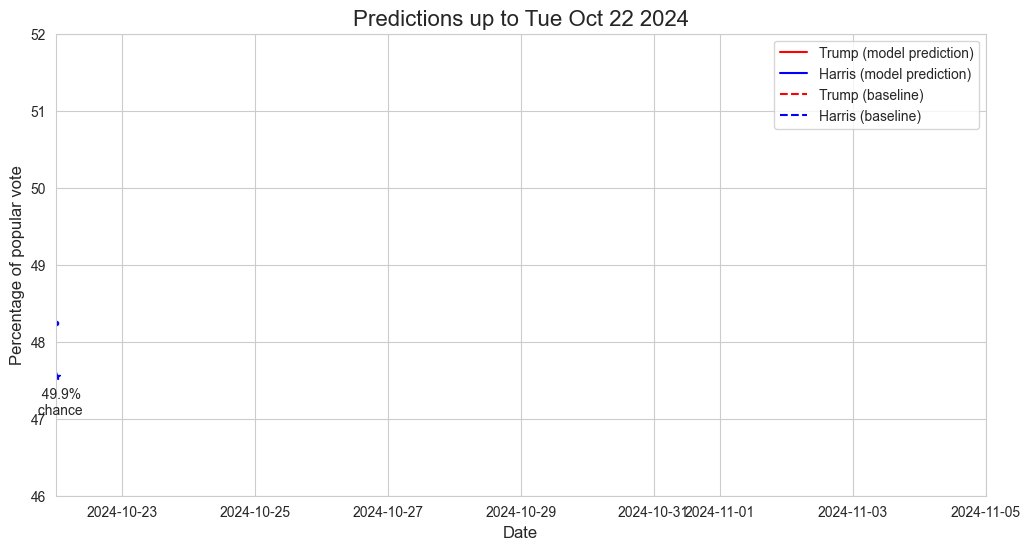 Predictions up to Tue Oct 22 2024
52
51
50
49
48
47
46
Percentage of popular vote
Trump (model prediction)
Harris (model prediction)
Trump (baseline)
Harris (baseline)
49.9%
chance
2024-10-23
2024-10-25
2024-10-27
2024-10-29
2024-10-31
2024-11-01
2024-11-03
2024-11-05
Date